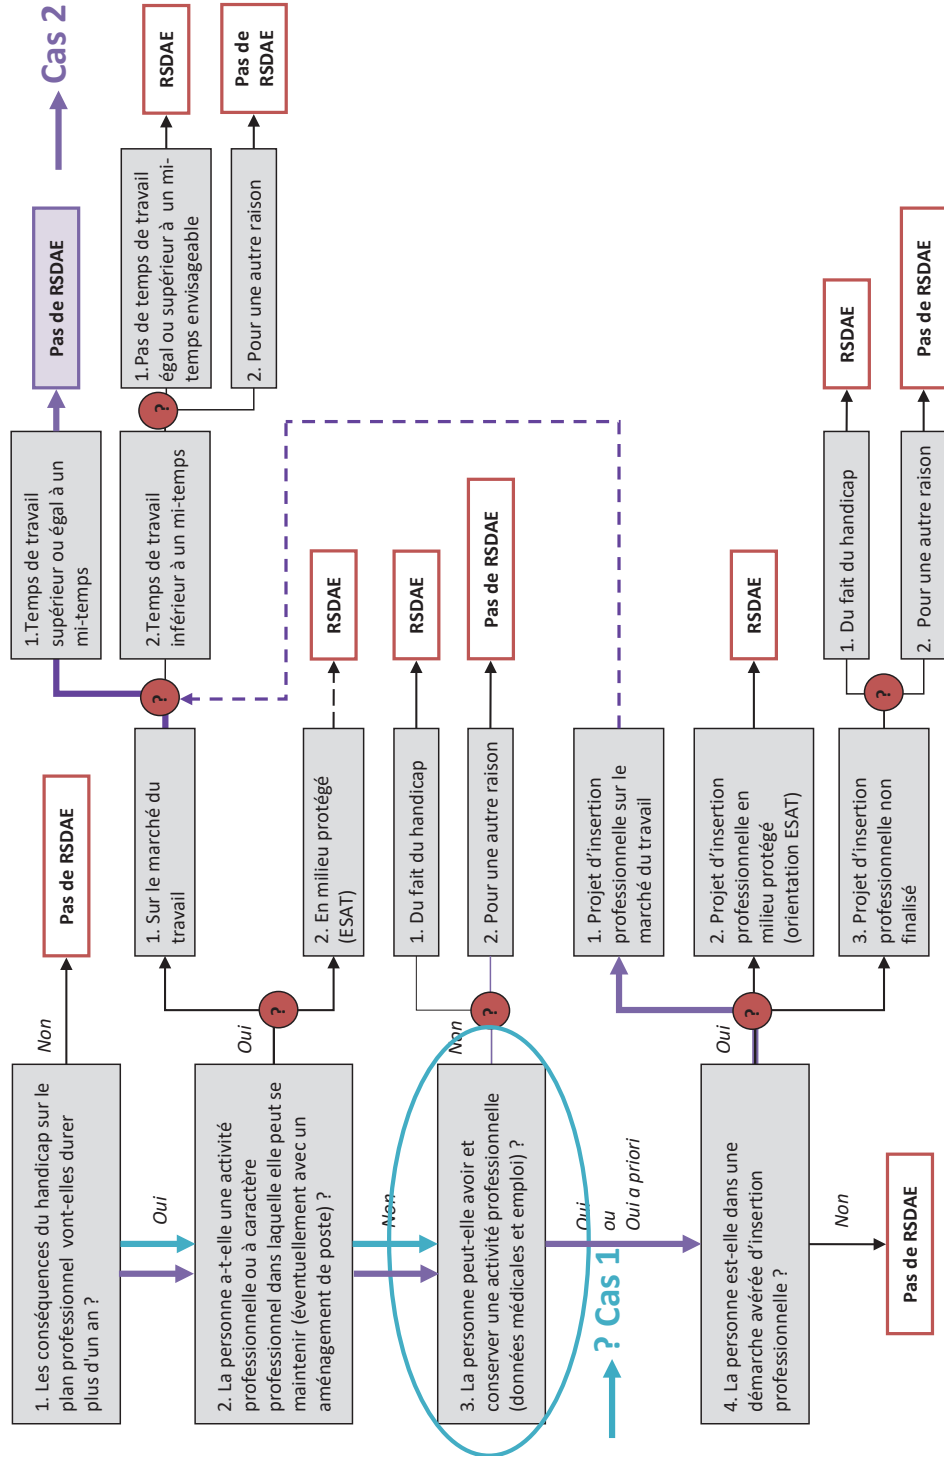 1. Les conséquences du handicap sur le
plan professionnel vont-elles durer
plus d'un an ?
Non
Pas de RSDAE
Oui
2. La personne a-t-elle une activité
professionnelle ou à caractère
professionnel dans laquelle elle peut se
maintenir (éventuellement avec un
aménagement de poste) ?
Oui
?
1. Sur le marché du
travail
?
1.Temps de travail
supérieur ou égal à un
mi-temps
Pas de RSDAE
Cas 2
2.Temps de travail
inférieur à un mi-temps
?
1.Pas de temps de travail
égal ou supérieur à un mi-
temps envisageable
RSDAE
2. Pour une autre raison
Pas de
RSDAE
2. En milieu protégé
(ESAT)
RSDAE
Non
3. La personne peut-elle avoir et
conserver une activité professionnelle
(données médicales et emploi) ?
Non
?
1. Du fait du handicap
RSDAE
2. Pour une autre raison
Pas de RSDAE
Oui
ou
Oui a priori
? Cas 1
4. La personne est-elle dans une
démarche avérée d'insertion
professionnelle ?
Oui
?
1. Projet d'insertion
professionnelle sur le
marché du travail
2. Projet d'insertion
professionnelle en
milieu protégé
(orientation ESAT)
RSDAE
3. Projet d'insertion
professionnelle non
finalisé
?
1. Du fait du handicap
RSDAE
2. Pour une autre raison
Pas de RSDAE
Non
Pas de RSDAE